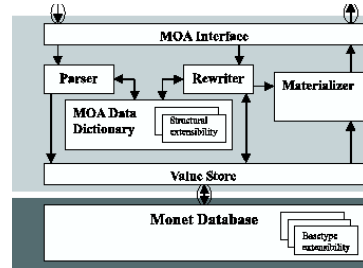 MOA Interface
Parser
Rewriter
Materializer
MOA Data
Dictionary
Structural
extensibility
Value Store
Monet Database
Basetype
extensibility